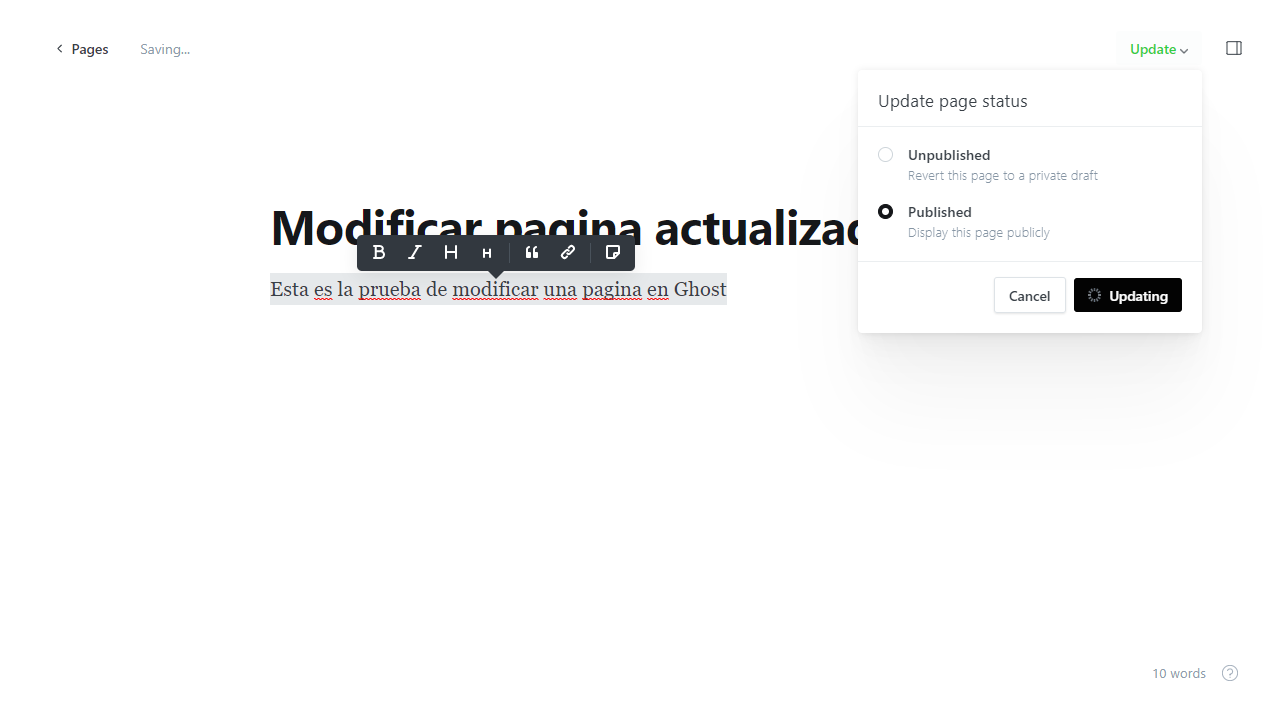 Pages
Saving...
Update
Update page status
Unpublished
Revert this page to a private draft
Published
Display this page publicly
Cancel
Updating
Modificar pagina actualizad
B I H H
Esta es la prueba de modificar una pagina en Ghost
10 words
?